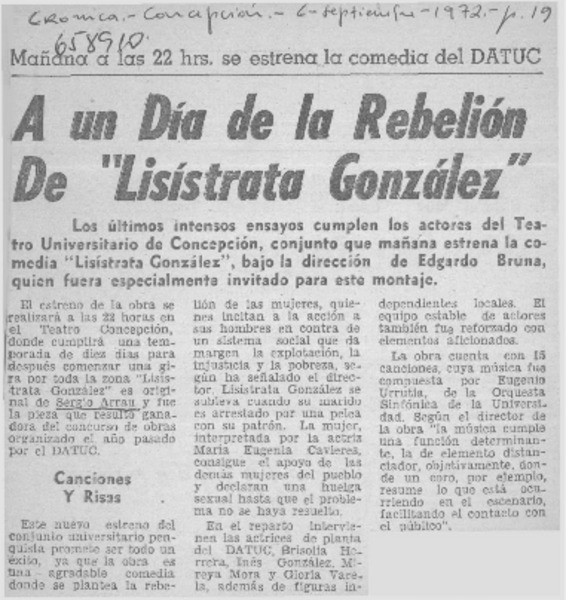 Crónica.- Concepción.- 6-septiembre-1972.- p. 19
658910.
Mañana a las 22 hrs. se estrena la comedia del DATUC
A un Día de la Rebelión
De "Lisístrata González"
Los últimos intensos ensayos cumplen los actores del Tea-
tro Universitario de Concepción, conjunto que mañana estrena la co-
media "Lisístrata González", bajo la dirección de Edgardo Bruna,
quien fuera especialmente invitado para este montaje.
El estreno de la obra se
realizará a las 22 horas en
el Teatro Concepción,
donde cumplirá una tem-
porada de diez días para
después comenzar una gi-
ra por toda la zona "Lisís-
trata González" es origi-
nal de Sergio Arrau y fue
la pieza que resultó gana-
dora del concurso de obras
organizado el año pasado
por el DATUC.
Canciones
Y Risas
Este nuevo estreno del
conjunto universitario pen-
quista promete ser todo un
éxito, ya que la obra es
una agradable comedia
donde se plantea la rebe-
lión de las mujeres, quie-
nes incitan a la acción a
sus hombres en contra de
un sistema social que da
margen la explotación, la
injusticia y la pobreza, se-
gún ha señalado el direc-
tor. Lisístrata González se
subleva cuando su marido
es arrestado por una pelea
con su patrón. La mujer,
interpretada por la actriz
María Eugenia Cavieres,
consigue el apoyo de las
demás mujeres del pueblo
y declaran una huelga
sexual hasta que el proble-
ma no se haya resuelto.
En el reparto intervie-
nen las actrices de planta
del DATUC, Brisolia He-
rrera, Inés González, Mi-
reya Mora y Gloria Vare-
la, además de figuras in-
dependientes locales. El
equipo estable de actores
también fue reforzado con
elementos aficionados.
La obra cuenta con 15
canciones, cuya música fue
compuesta por Eugenio
Urrutia, de la Orquesta
Sinfónica de la Universi-
dad. Según el director de
la obra "la música cumple
una función determinan-
te, la de elemento distan-
ciador, objetivamente, don-
de un coro, por ejemplo,
resume lo que está ocu-
rriendo en el escenario,
facilitando el contacto con
el público".